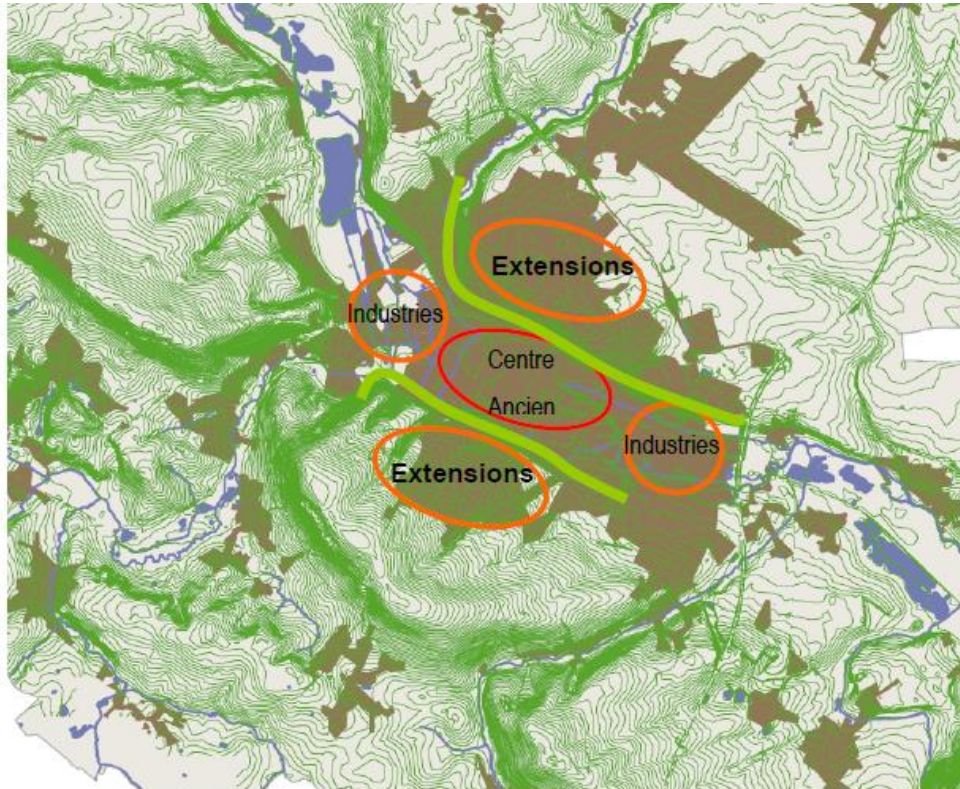 Extensions
Industries
Centre
Ancien
Industries
Extensions